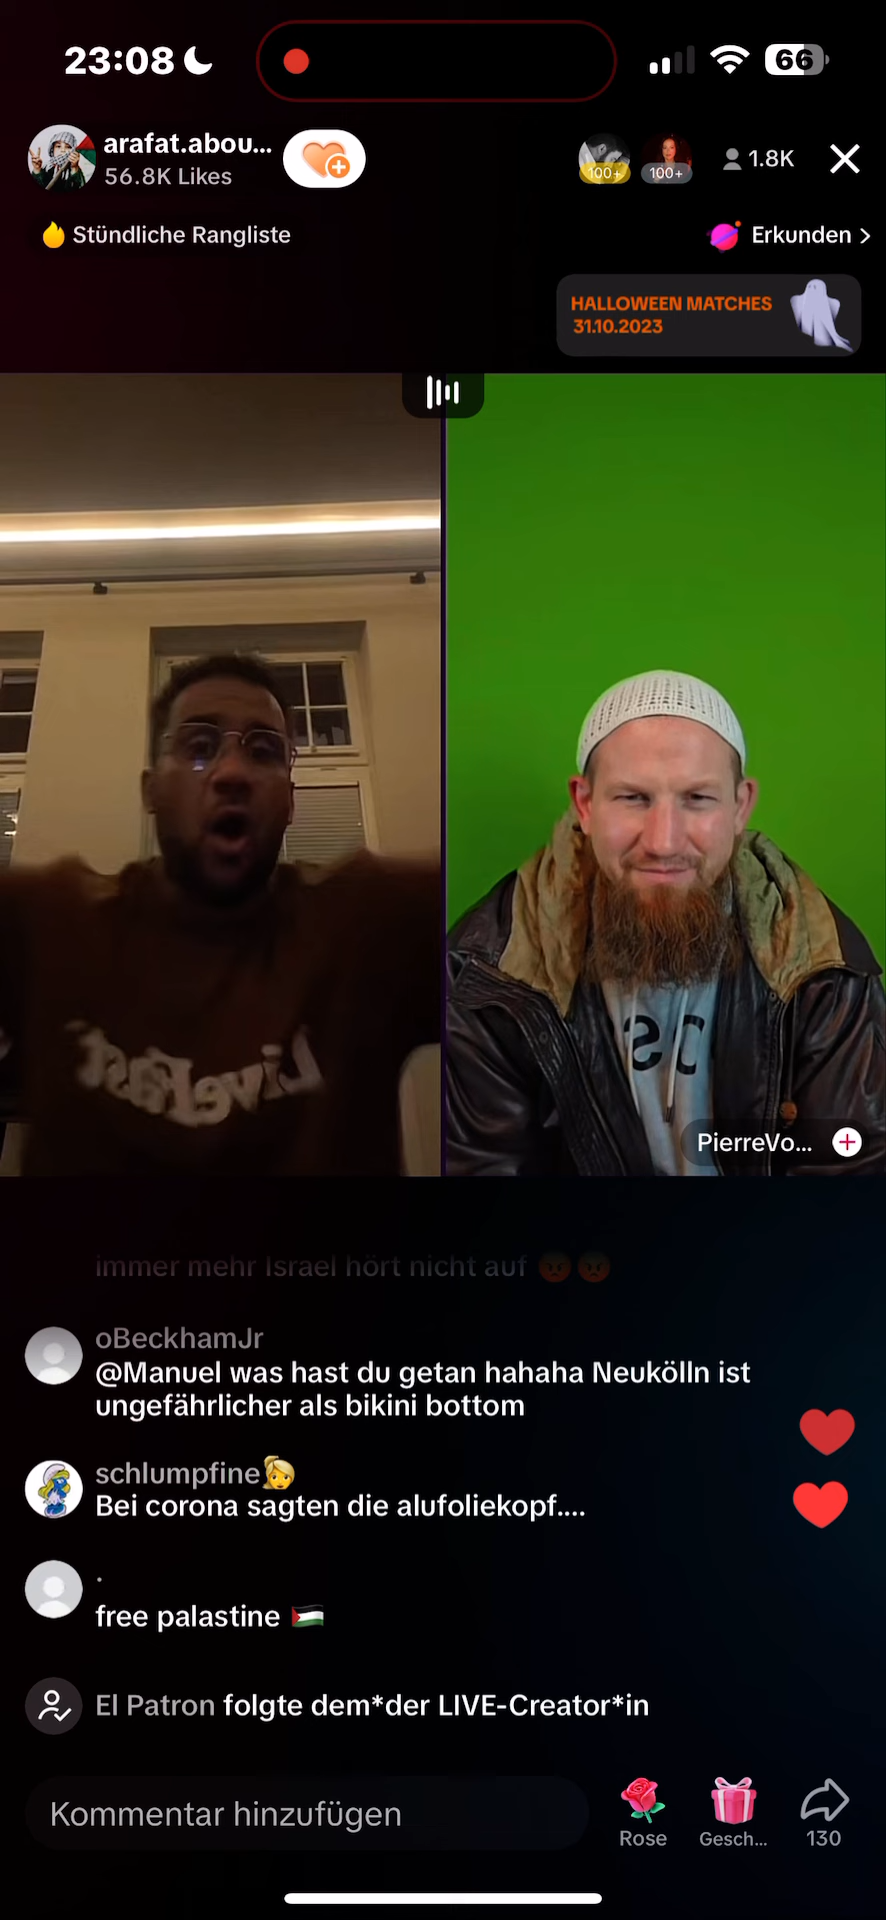 23:08
66
arafat.abou...
56.8K Likes
100+
100+
1.8K
Stündliche Rangliste
Erkunden >
HALLOWEEN MATCHES
31.10.2023
LiveFast
PierreVo...
immer mehr Israel hört nicht auf 😡😡
oBeckhamJr
@Manuel was hast du getan hahaha Neukölln ist
ungefährlicher als bikini bottom
schlumpfine👱‍♀️
Bei corona sagten die alufoliekopf....
.
free palastine 🇵🇸
El Patron folgte dem*der LIVE-Creator*in
Kommentar hinzufügen
Rose
Gesch...
130